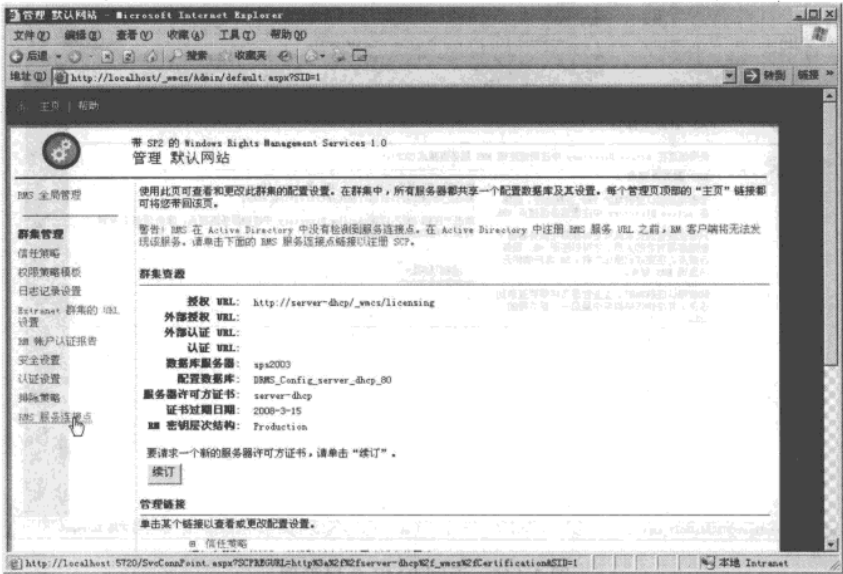 管理 默认网站 - Microsoft Internet Explorer
文件(F) 编辑(E) 查看(V) 收藏(A) 工具(T) 帮助(H)
后退 搜索 收藏夹
地址(D) http://localhost/_wmcs/Admin/default.aspx?SID=1 转到 链接 »
主页 | 帮助
带 SP2 的 Windows Rights Management Services 1.0
管理 默认网站
RMS 全局管理
群集管理
信任策略
权限策略模板
日志记录设置
Extranet 群集的 URL
设置
RM 帐户认证报告
安全设置
认证设置
排除策略
RMS 服务连接点
使用此页可查看和更改此群集的配置设置。在群集中，所有服务器都共享一个配置数据库及其设置。每个管理页顶部的“主页”链接都
可将您带回该页。
警告: RMS 在 Active Directory 中没有检测到服务连接点。在 Active Directory 中注册 RMS 服务 URL 之前，RM 客户端将无法发
现该服务。请单击下面的 RMS 服务连接点链接以注册 SCP。
群集资源
授权 URL: http://server-dhcp/_wmcs/licensing
外部授权 URL:
外部认证 URL:
认证 URL:
数据库服务器: sps2003
配置数据库: DRMS_Config_server_dhcp_80
服务器许可方证书: server-dhcp
证书过期日期: 2008-3-15
RM 密钥层次结构: Production
要请求一个新的服务器许可方证书，请单击“续订”。
续订
管理链接
单击某个链接以查看或更改配置设置。
信任策略
http://localhost:5720/SvcConnPoint.aspx?SCPREGURL=http%3a%2f%2fserver-dhcp%2f_wmcs%2fCertification&SID=1 本地 Intranet